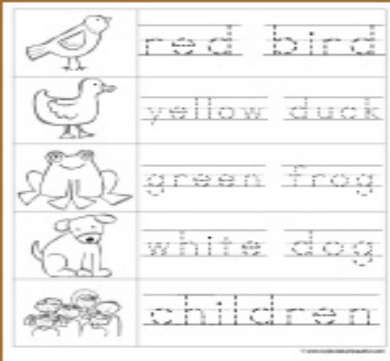 red bird
yellow duck
green frog
white dog
children